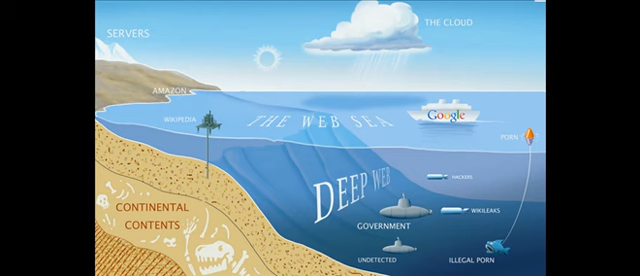 THE CLOUD
SERVERS
AMAZON
WIKIPEDIA
THE WEB SEA
Google
PORN
DEEP WEB
HACKERS
CONTINENTAL
CONTENTS
WIKILEAKS
GOVERNMENT
UNDETECTED
ILLEGAL PORN